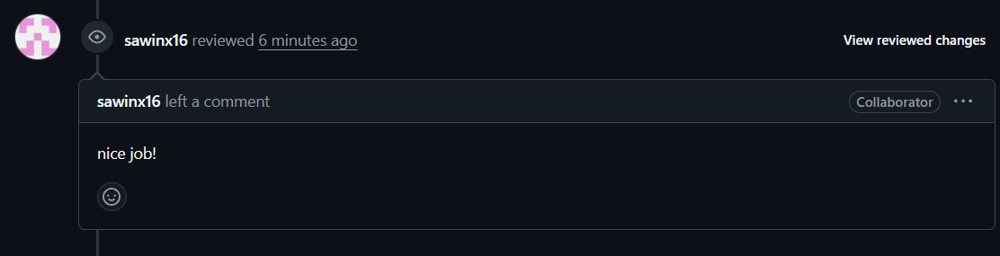 sawinx16 reviewed 6 minutes ago
View reviewed changes
sawinx16 left a comment
Collaborator
nice job!